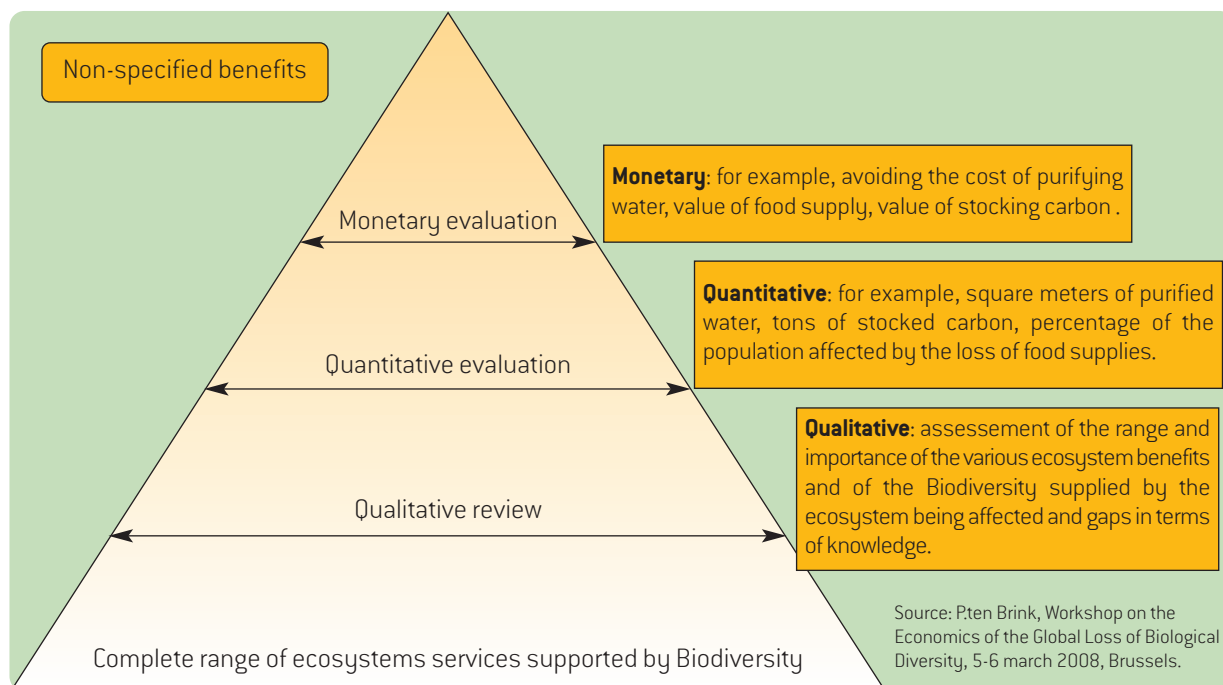 Non-specified benefits
Monetary: for example, avoiding the cost of purifying
water, value of food supply, value of stocking carbon .
Monetary evaluation
Quantitative: for example, square meters of purified
water, tons of stocked carbon, percentage of the
population affected by the loss of food supplies.
Quantitative evaluation
Qualitative: assessement of the range and
importance of the various ecosystem benefits
and of the Biodiversity supplied by the
ecosystem being affected and gaps in terms
of knowledge.
Qualitative review
Complete range of ecosystems services supported by Biodiversity
Source: P.ten Brink, Workshop on the
Economics of the Global Loss of Biological
Diversity, 5-6 march 2008, Brussels.